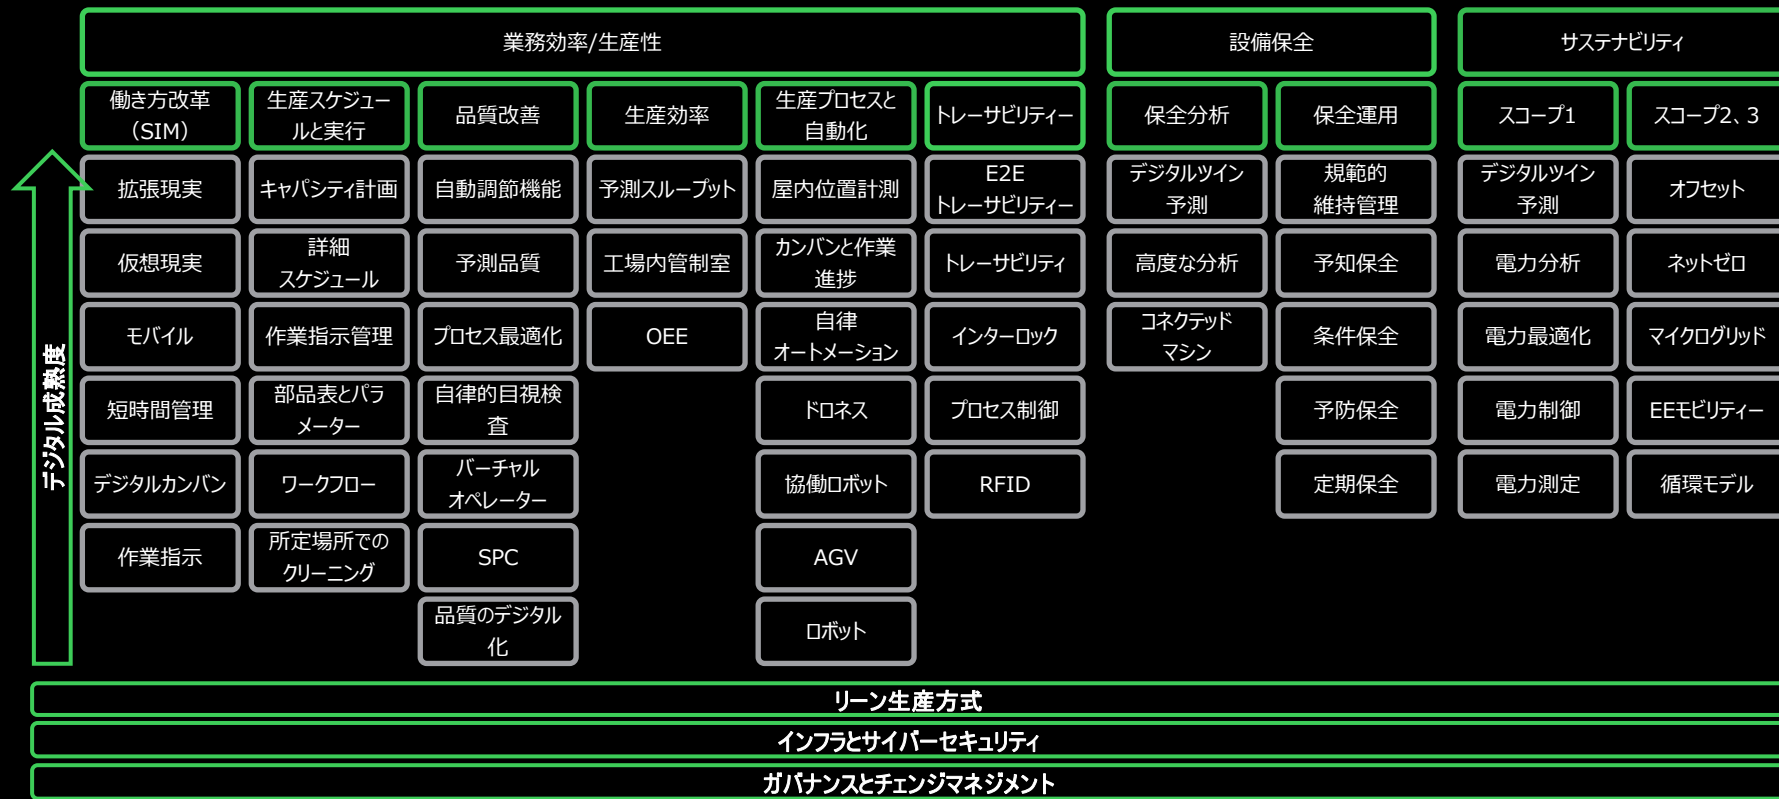 業務効率/生産性
設備保全
サステナビリティ
働き方改革
（SIM）
生産スケジュー
ルと実行
品質改善
生産効率
生産プロセスと
自動化
トレーサビリティー
保全分析
保全運用
スコープ1
スコープ2、3
拡張現実
キャパシティ計画
自動調節機能
予測スループット
屋内位置計測
E2E
トレーサビリティー
デジタルツイン
予測
規範的
維持管理
デジタルツイン
予測
オフセット
仮想現実
詳細
スケジュール
予測品質
工場内管制室
カンバンと作業
進捗
トレーサビリティ
高度な分析
予知保全
電力分析
ネットゼロ
モバイル
作業指示管理
プロセス最適化
OEE
自律
オートメーション
インターロック
コネクテッド
マシン
条件保全
電力最適化
マイクログリッド
短時間管理
部品表とパラ
メーター
自律的目視検
査
ドロネス
プロセス制御
予防保全
電力制御
EEモビリティー
デジタルカンバン
ワークフロー
バーチャル
オペレーター
協働ロボット
RFID
定期保全
電力測定
循環モデル
作業指示
所定場所での
クリーニング
SPC
AGV
品質のデジタル
化
ロボット
デジタル成熟度
リーン生産方式
インフラとサイバーセキュリティ
ガバナンスとチェンジマネジメント